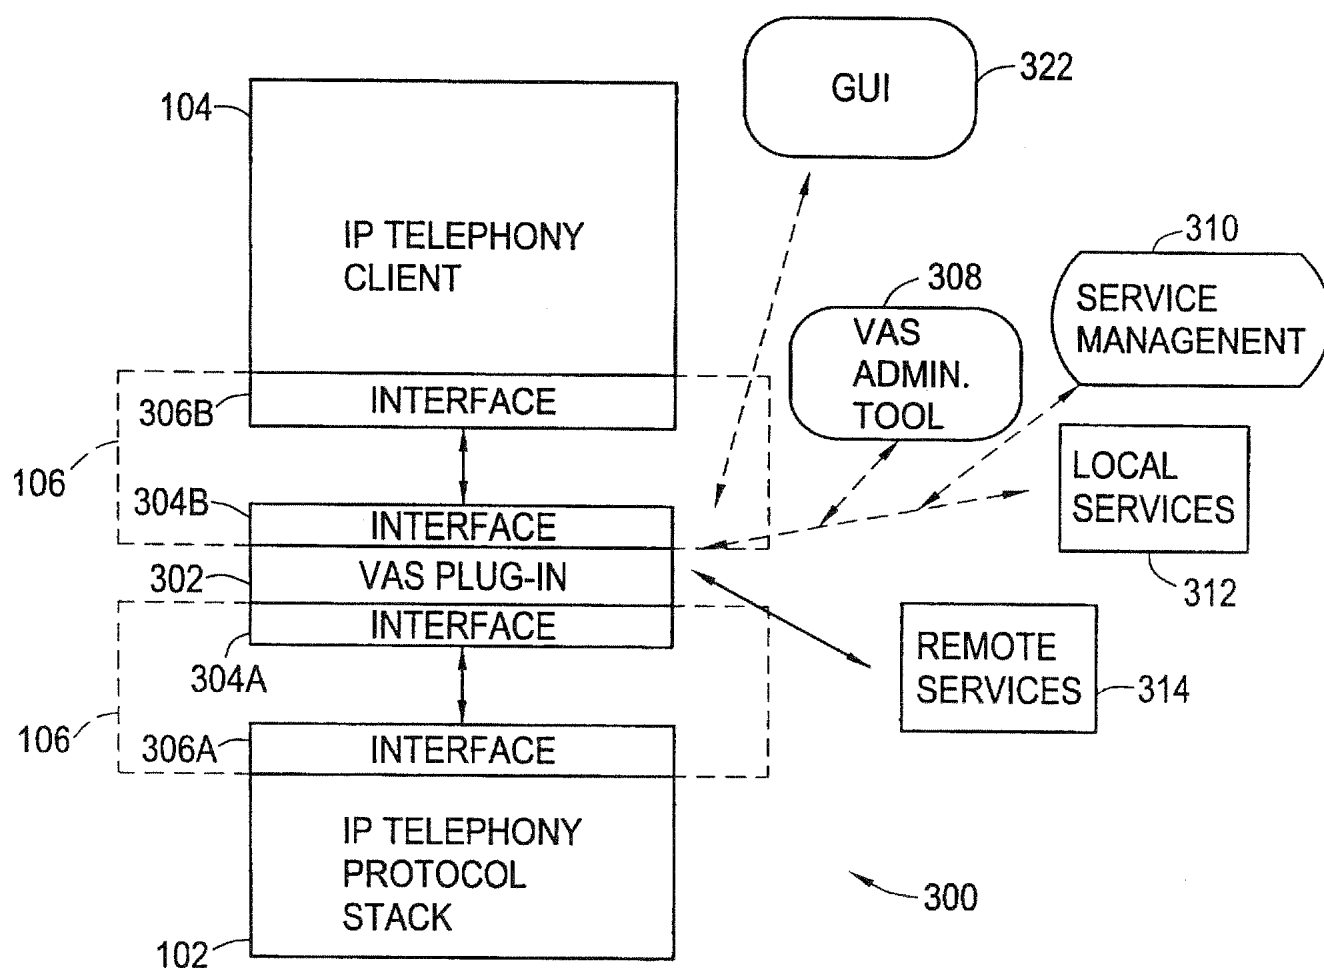 GUI
322
104
IP TELEPHONY
CLIENT
310
SERVICE
MANAGENENT
308
VAS
ADMIN.
TOOL
INTERFACE
306B
106
LOCAL
SERVICES
304B
INTERFACE
302
VAS PLUG-IN
312
INTERFACE
304A
REMOTE
SERVICES
314
106
306A
INTERFACE
IP TELEPHONY
PROTOCOL
STACK
300
102